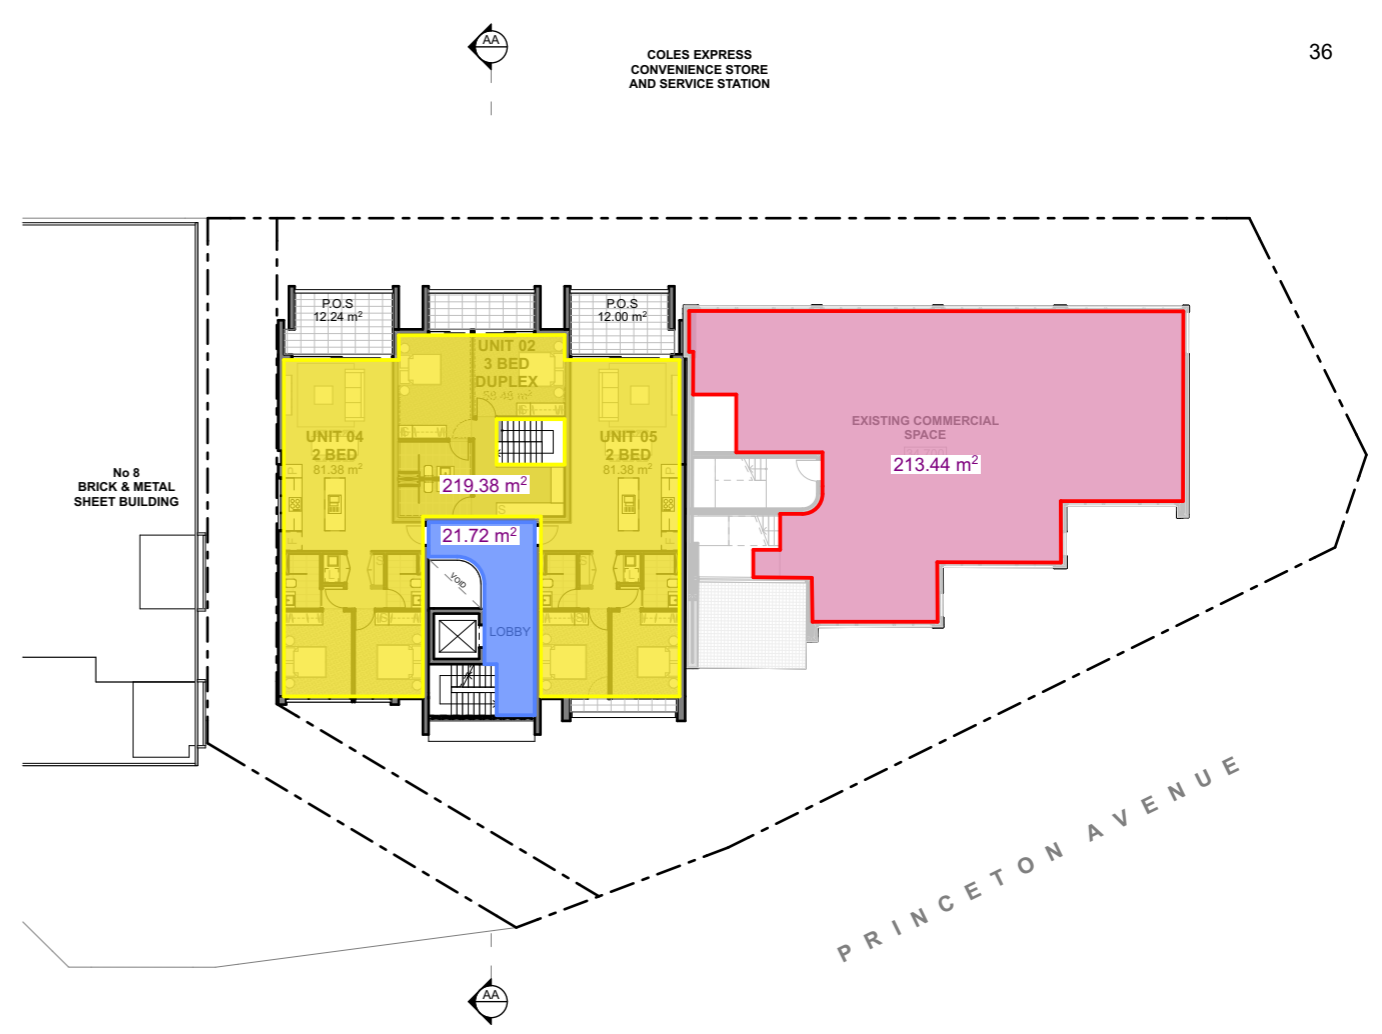 AA
COLES EXPRESS
CONVENIENCE STORE
AND SERVICE STATION
36
P.O.S
12.24 m²
P.O.S
12.00 m²
UNIT 02
3 BED
DUPLEX
58.48 m²
UNIT 04
2 BED
81.38 m²
UNIT 05
2 BED
81.38 m²
EXISTING COMMERCIAL
SPACE
213.44 m²
No 8
BRICK & METAL
SHEET BUILDING
219.38 m²
21.72 m²
VOID
LOBBY
PRINCETON AVENUE
AA